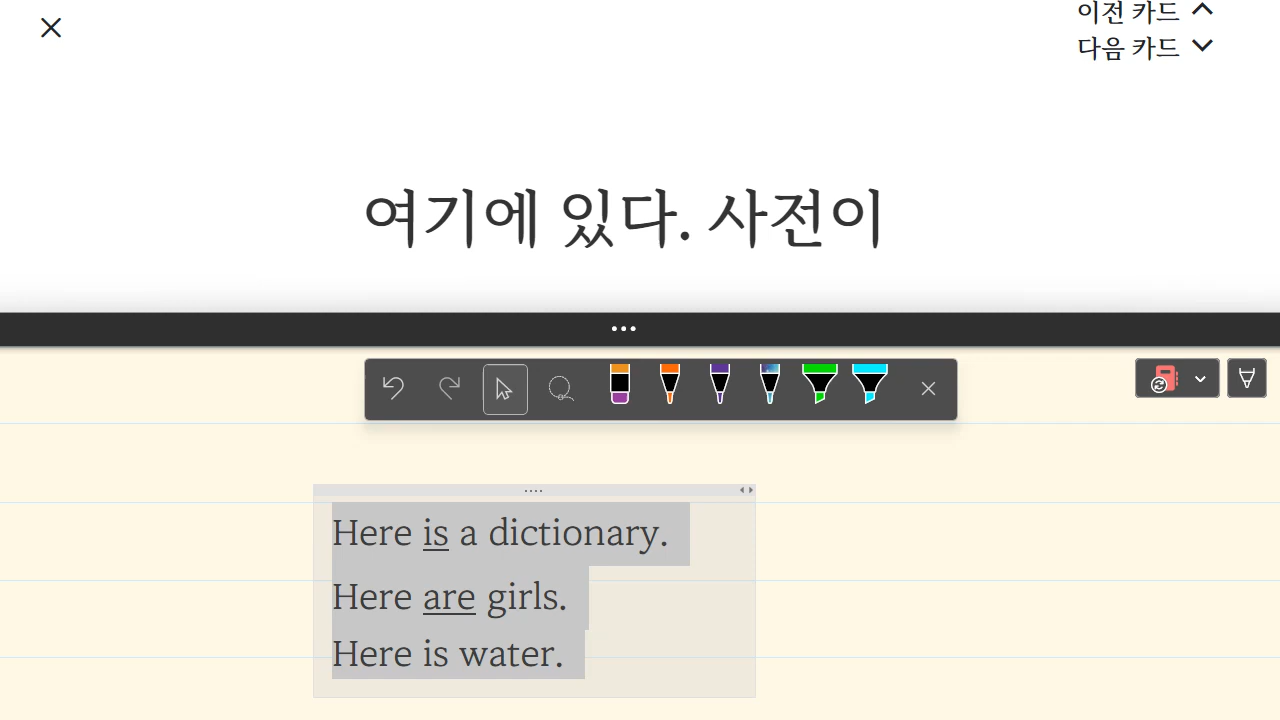 이전 카드
다음 카드
여기에 있다. 사전이
Here is a dictionary.
Here are girls.
Here is water.